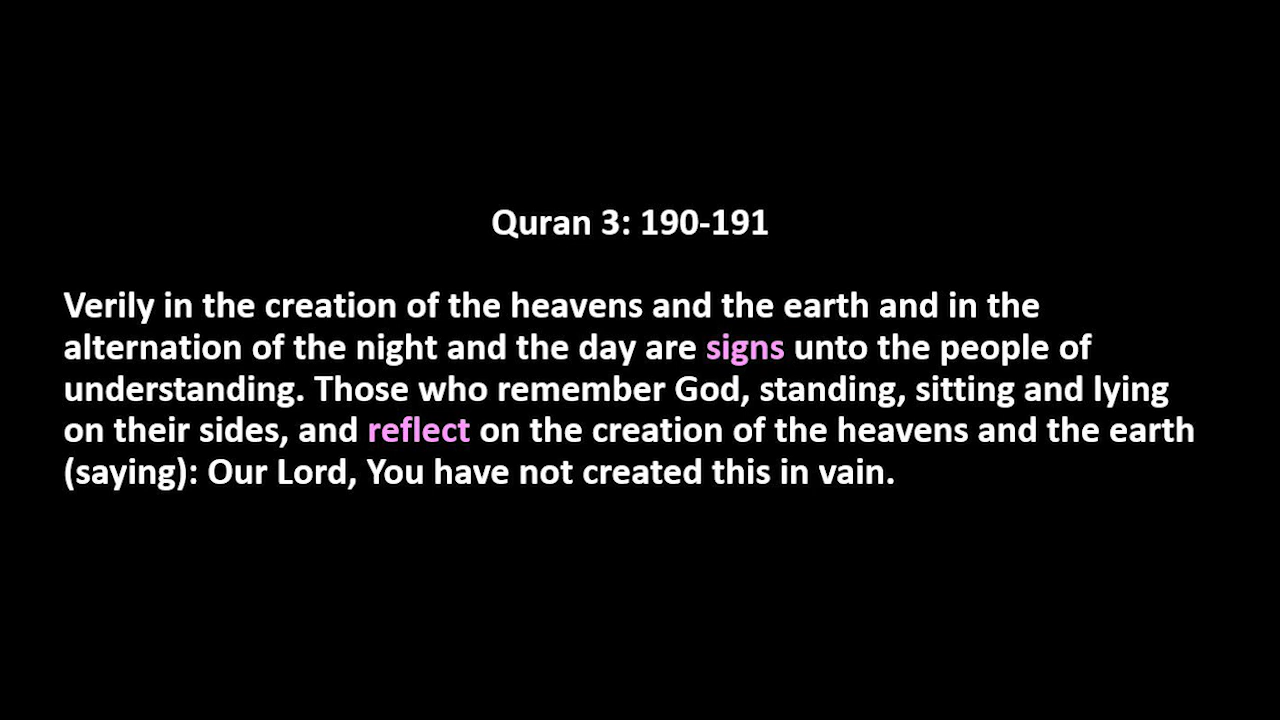 Quran 3: 190-191
Verily in the creation of the heavens and the earth and in the
alternation of the night and the day are signs unto the people of
understanding. Those who remember God, standing, sitting and lying
on their sides, and reflect on the creation of the heavens and the earth
(saying): Our Lord, You have not created this in vain.